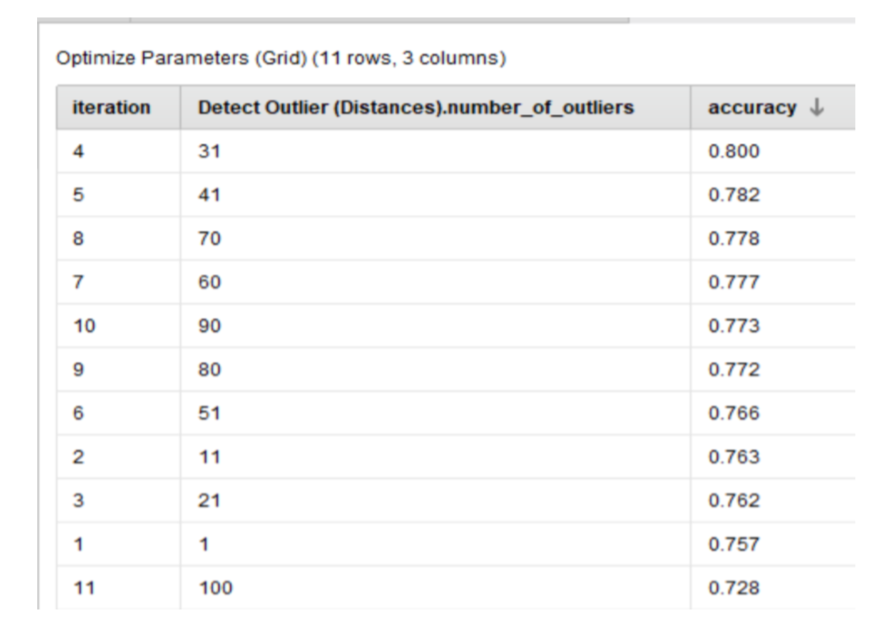 Optimize Parameters (Grid) (11 rows, 3 columns)
iteration Detect Outlier (Distances).number_of_outliers accuracy ↓
4 31 0.800
5 41 0.782
8 70 0.778
7 60 0.777
10 90 0.773
9 80 0.772
6 51 0.766
2 11 0.763
3 21 0.762
1 1 0.757
11 100 0.728